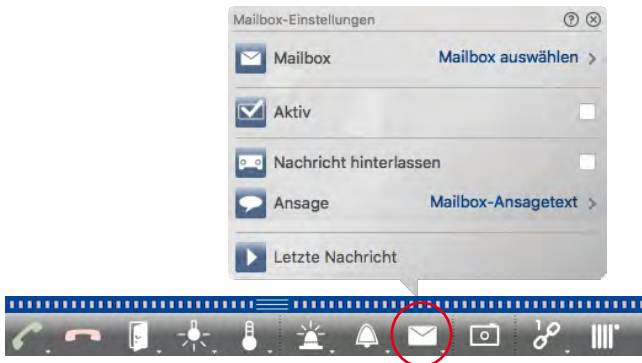 Mailbox-Einstellungen ?
Mailbox Mailbox auswählen >
Aktiv
Nachricht hinterlassen
Ansage Mailbox-Ansagetext >
Letzte Nachricht